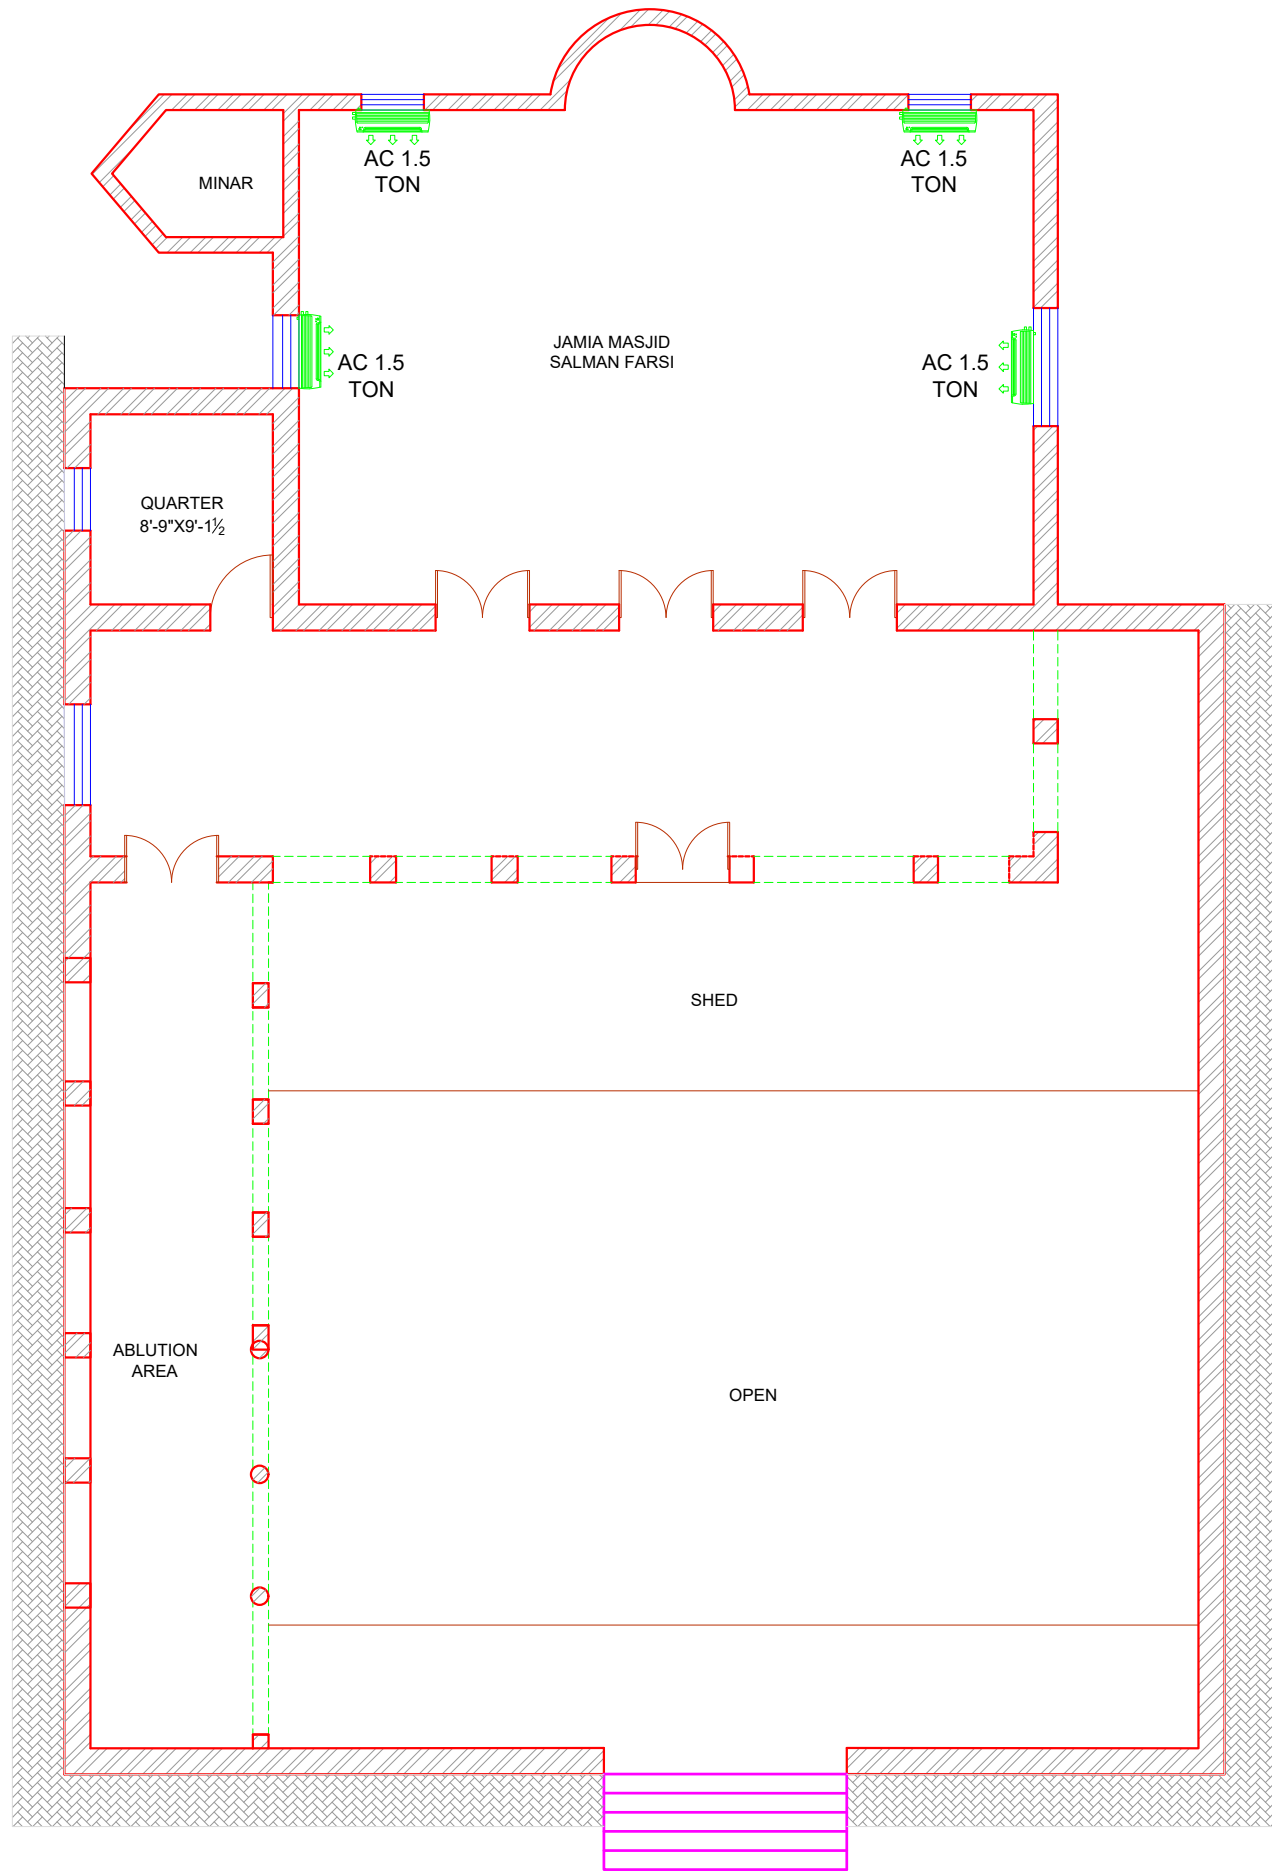 MINAR
AC 1.5
TON
AC 1.5
TON
JAMIA MASJID
SALMAN FARSI
AC 1.5
TON
AC 1.5
TON
QUARTER
8'-9"X9'-1½
SHED
ABLUTION
AREA
OPEN